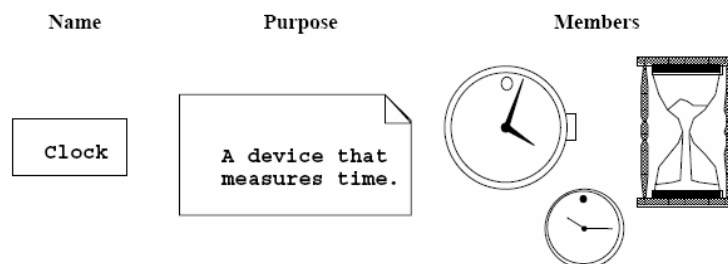 Name Purpose Members
Clock
A device that
measures time.